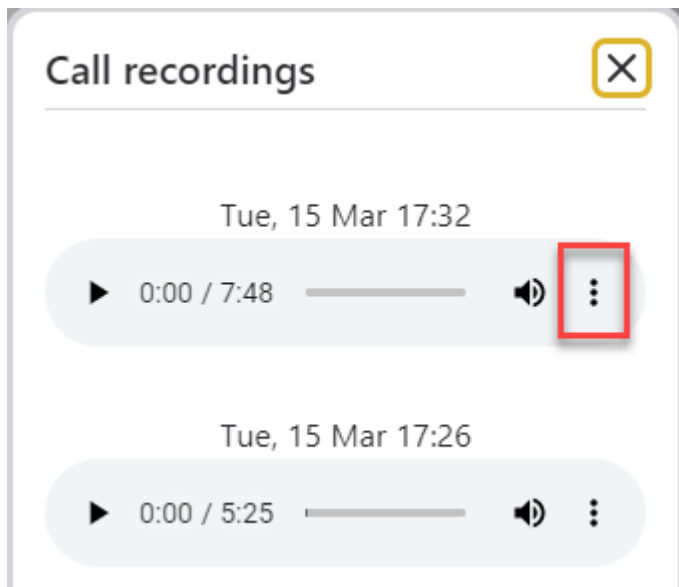 Call recordings
Tue, 15 Mar 17:32
0:00 / 7:48
Tue, 15 Mar 17:26
0:00 / 5:25